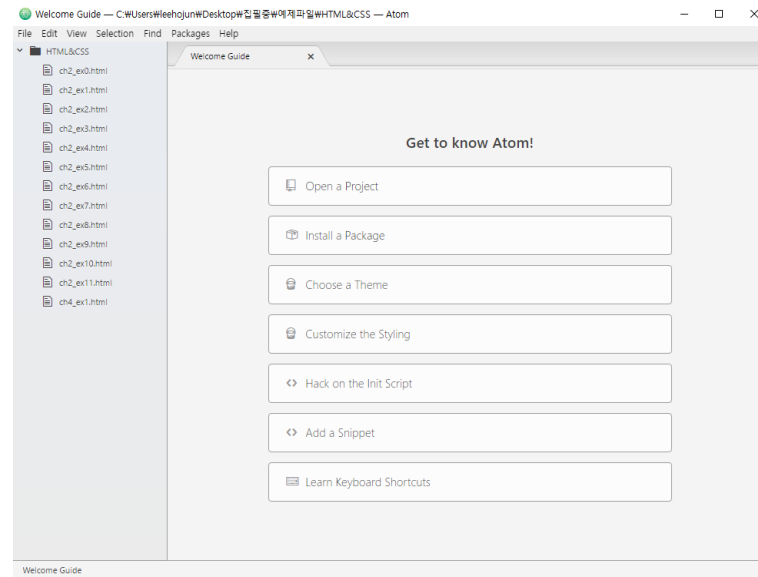 Welcome Guide — C:₩Users₩leehojun₩Desktop₩집필중₩예제파일₩HTML&CSS — Atom
File Edit View Selection Find Packages Help
HTML&CSS
ch2_ex0.html
ch2_ex1.html
ch2_ex2.html
ch2_ex3.html
ch2_ex4.html
ch2_ex5.html
ch2_ex6.html
ch2_ex7.html
ch2_ex8.html
ch2_ex9.html
ch2_ex10.html
ch2_ex11.html
ch4_ex1.html
Welcome Guide
Get to know Atom!
Open a Project
Install a Package
Choose a Theme
Customize the Styling
Hack on the Init Script
Add a Snippet
Learn Keyboard Shortcuts
Welcome Guide